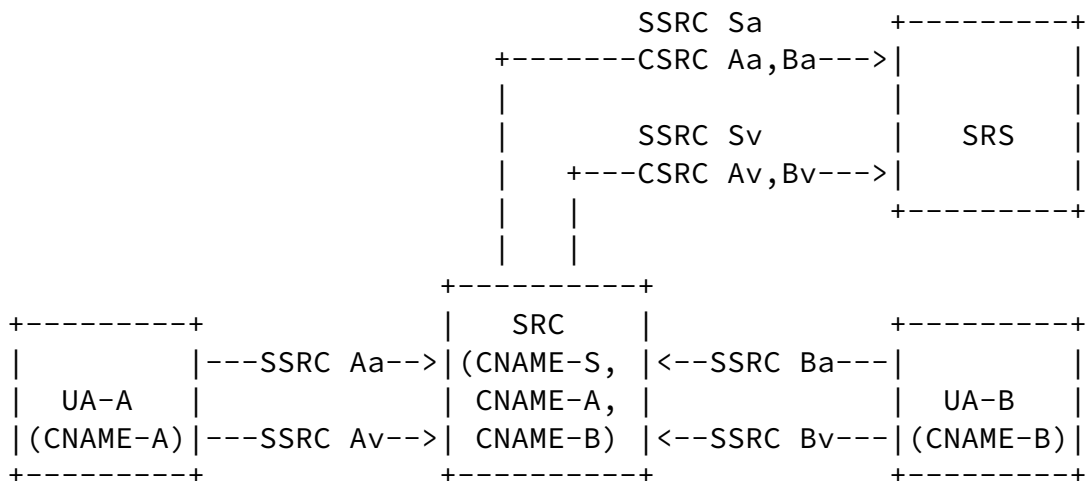 SSRC Sa
CSRC Aa,Ba
SSRC Sv
SRS
CSRC Av,Bv
SRC
SSRC Aa
(CNAME-S,
SSRC Ba
UA-A
CNAME-A,
UA-B
(CNAME-A)
SSRC Av
CNAME-B)
SSRC Bv
(CNAME-B)